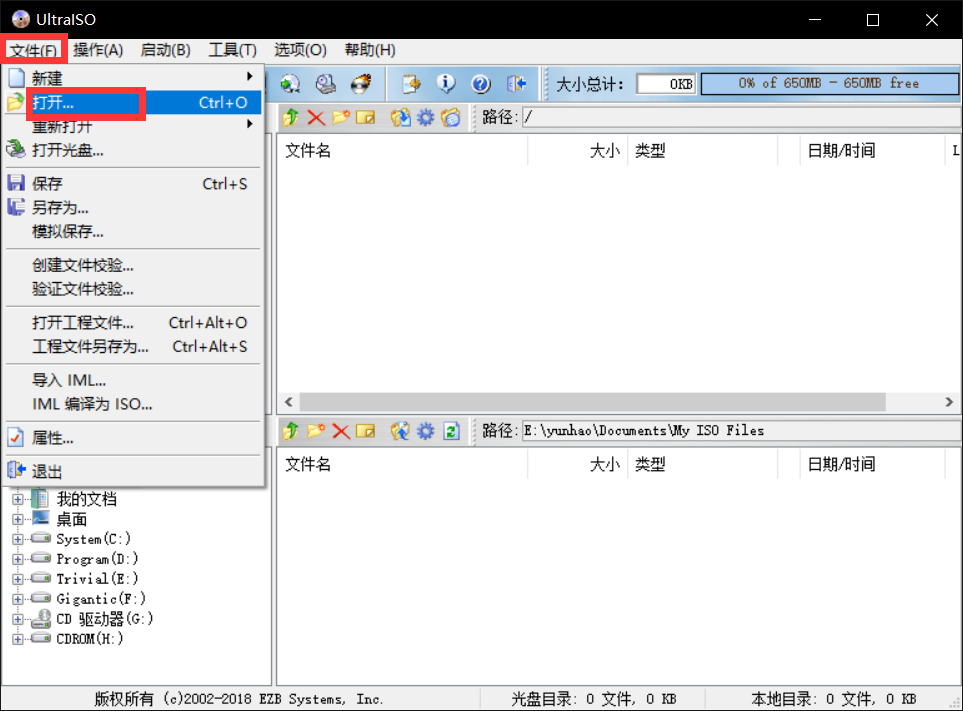 UltraISO
文件(F) 操作(A) 启动(B) 工具(T) 选项(O) 帮助(H)
新建
大小总计: 0KB 0% of 650MB - 650MB free
打开... Ctrl+O
重新打开
路径: /
打开光盘...
文件名 大小 类型 日期/时间 L
保存 Ctrl+S
另存为...
模拟保存...
创建文件校验...
验证文件校验...
打开工程文件... Ctrl+Alt+O
工程文件另存为... Ctrl+Alt+S
导入 IML...
IML 编译为 ISO...
属性...
路径: E:\yunhao\Documents\My ISO Files
退出
文件名 大小 类型 日期/时间
我的文档
桌面
System(C:)
Program(D:)
Trivial(E:)
Gigantic(F:)
CD 驱动器(G:)
CDROM(H:)
版权所有 (c)2002-2018 EZB Systems, Inc. 光盘目录: 0 文件, 0 KB 本地目录: 0 文件, 0 KB